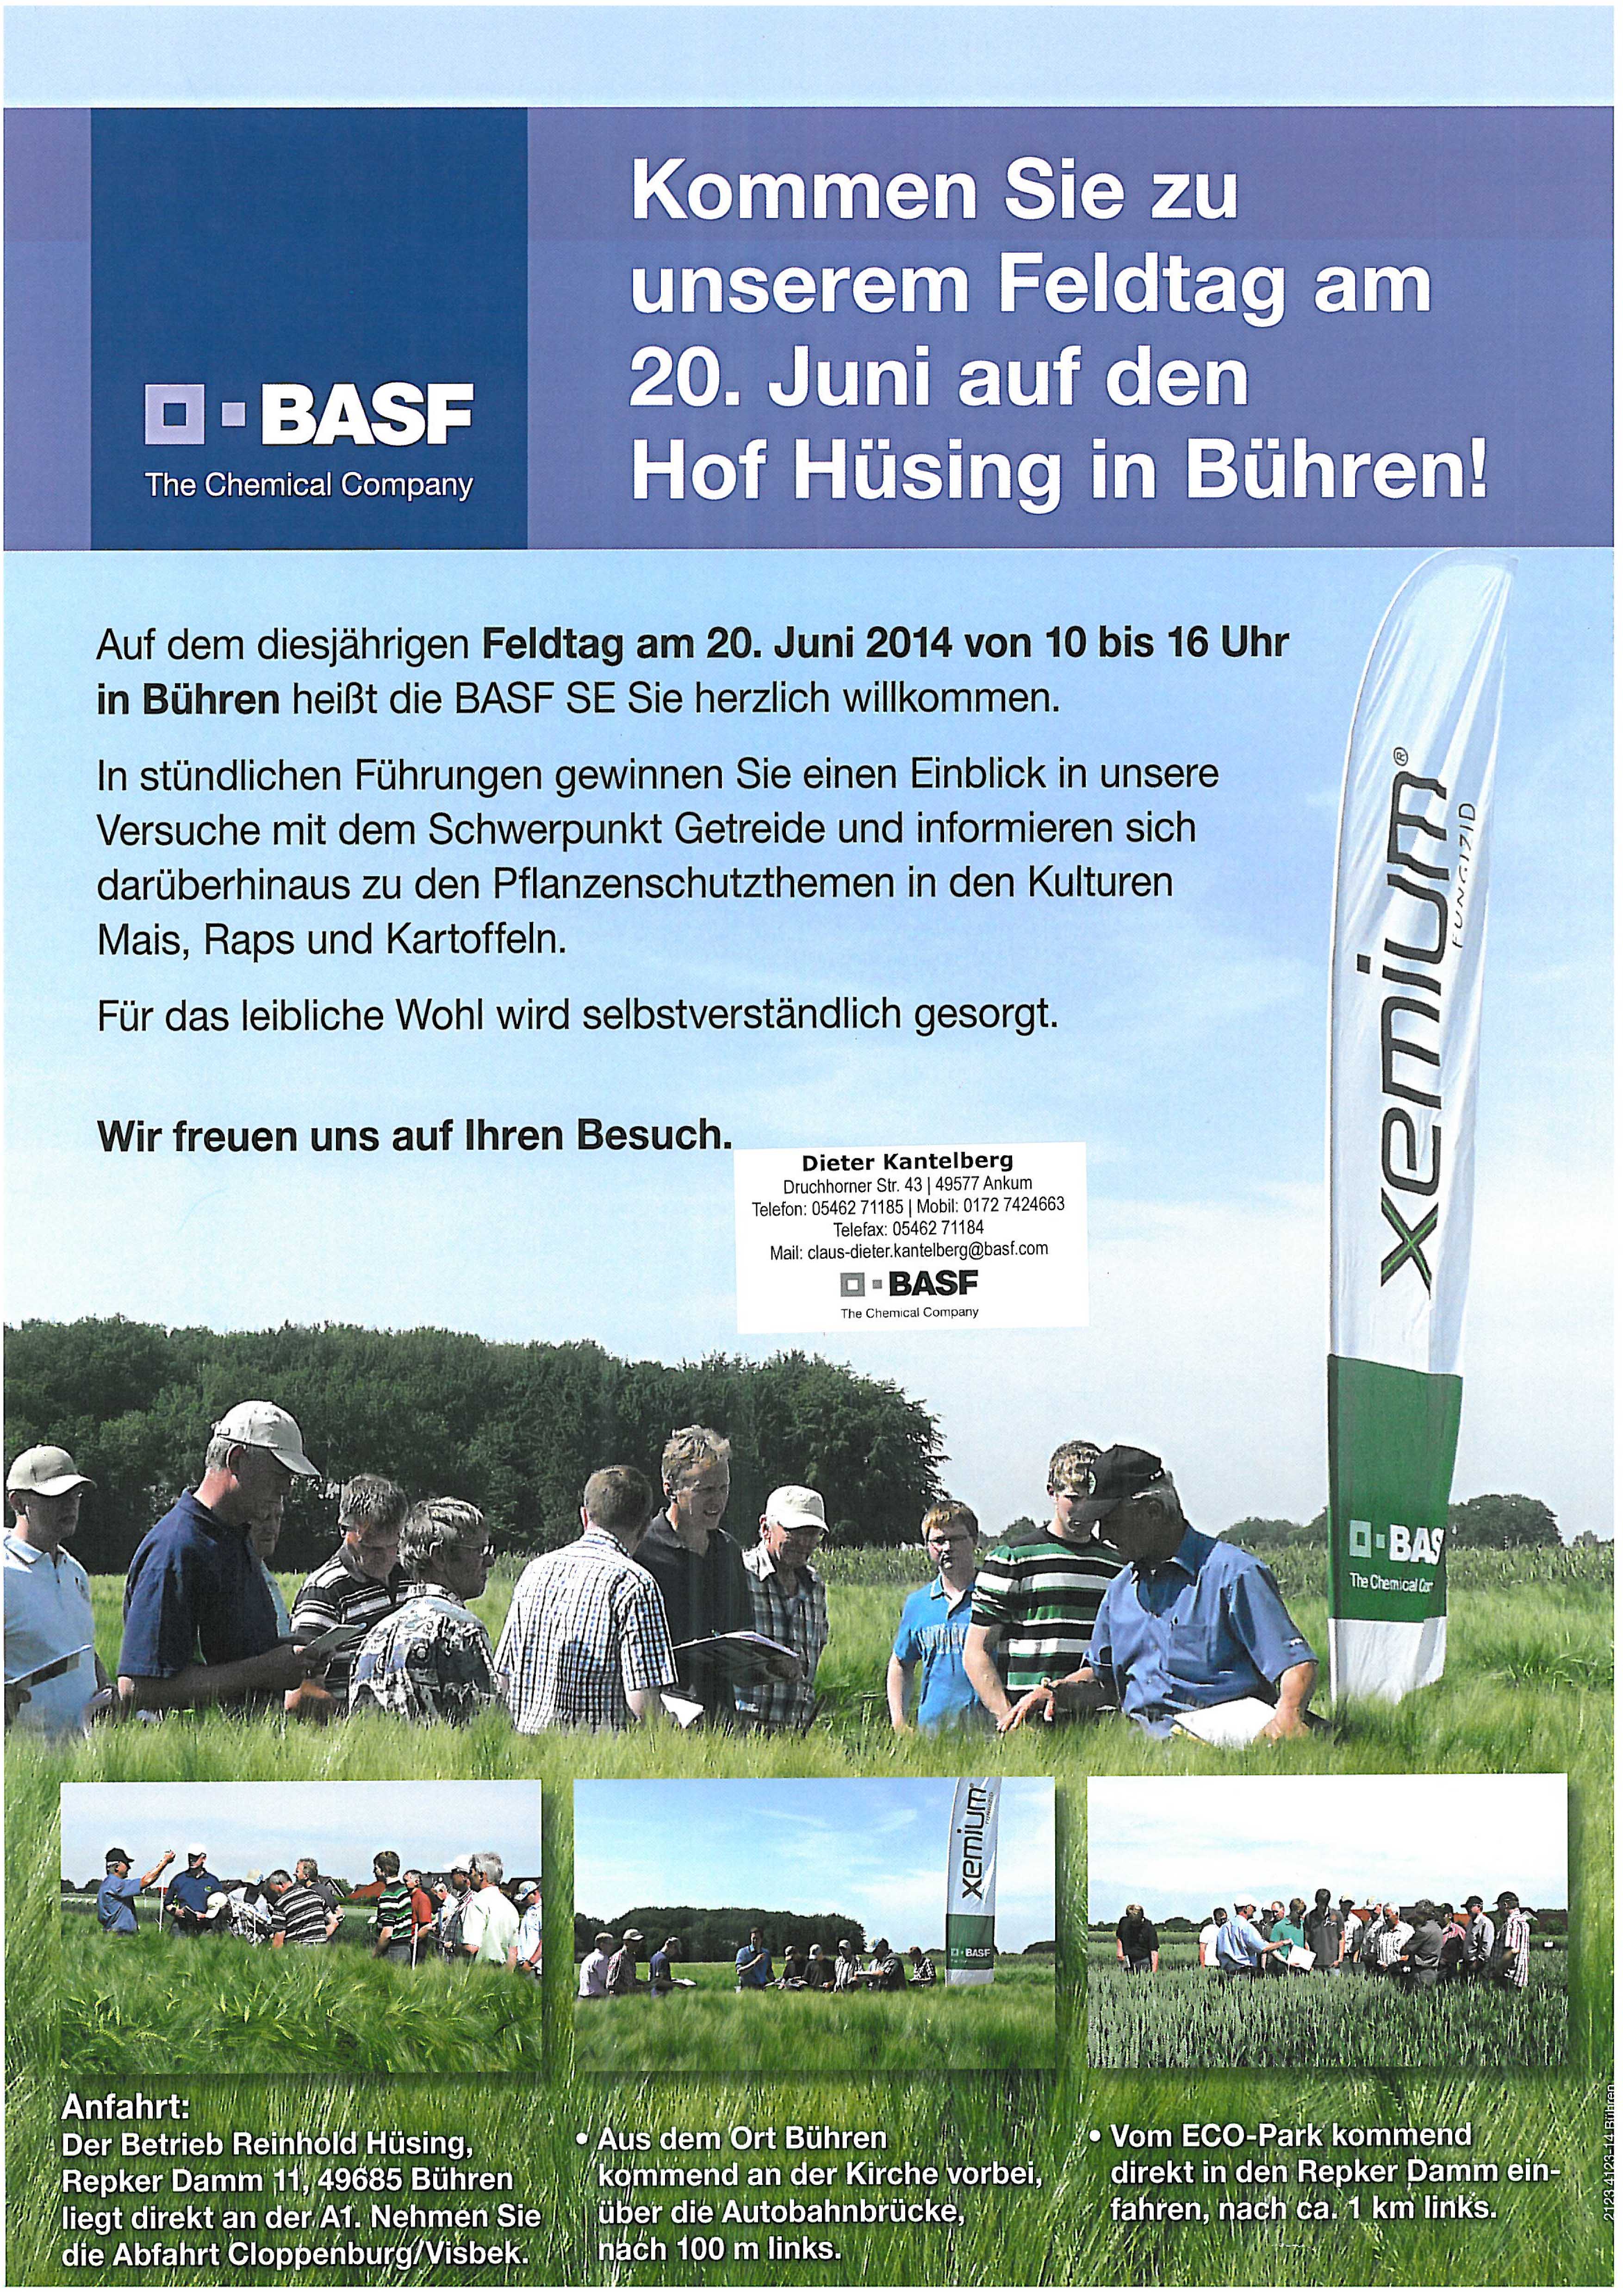 BASF
The Chemical Company
Kommen Sie zu
unserem Feldtag am
20. Juni auf den
Hof Hüsing in Bühren!
Auf dem diesjährigen Feldtag am 20. Juni 2014 von 10 bis 16 Uhr
in Bühren heißt die BASF SE Sie herzlich willkommen.
In stündlichen Führungen gewinnen Sie einen Einblick in unsere
Versuche mit dem Schwerpunkt Getreide und informieren sich
darüberhinaus zu den Pflanzenschutzthemen in den Kulturen
Mais, Raps und Kartoffeln.
Für das leibliche Wohl wird selbstverständlich gesorgt.
Wir freuen uns auf Ihren Besuch.
Dieter Kantelberg
Druchhorner Str. 43 | 49577 Ankum
Telefon: 05462 71185 | Mobil: 0172 7424663
Telefax: 05462 71184
Mail: claus-dieter.kantelberg@basf.com
BASF
The Chemical Company
xemium®
FUNGIZID
BAS
The Chemical Cor
xemium
BASF
Anfahrt:
Der Betrieb Reinhold Hüsing,
Repker Damm 11, 49685 Bühren
liegt direkt an der A1. Nehmen Sie
die Abfahrt Cloppenburg/Visbek.
• Aus dem Ort Bühren
kommend an der Kirche vorbei,
über die Autobahnbrücke,
nach 100 m links.
• Vom ECO-Park kommend
direkt in den Repker Damm ein-
fahren, nach ca. 1 km links.
2123 4123-14 Bühren